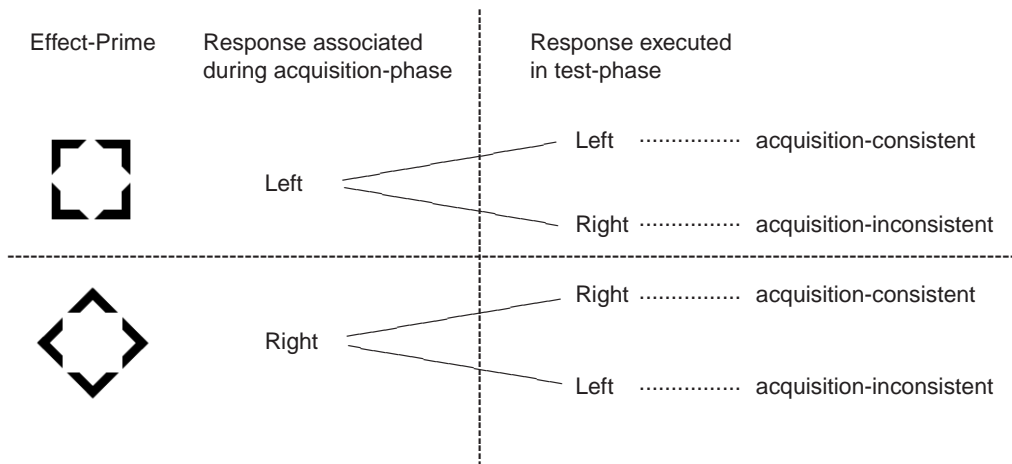 Effect-Prime
Response associated
during acquisition-phase
Response executed
in test-phase
Left
Left ................. acquisition-consistent
Right ............... acquisition-inconsistent
Right
Right ............... acquisition-consistent
Left ................. acquisition-inconsistent